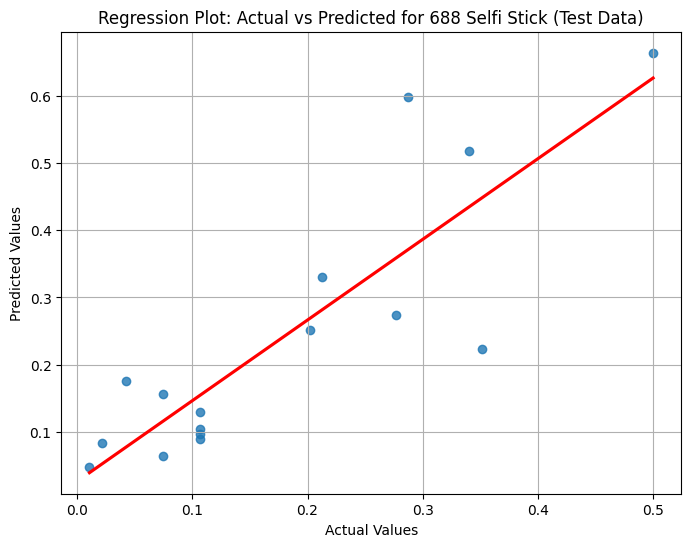 Regression Plot: Actual vs Predicted for 688 Selfi Stick (Test Data)
Predicted Values
0.6
0.5
0.4
0.3
0.2
0.1
0.0 0.1 0.2 0.3 0.4 0.5
Actual Values